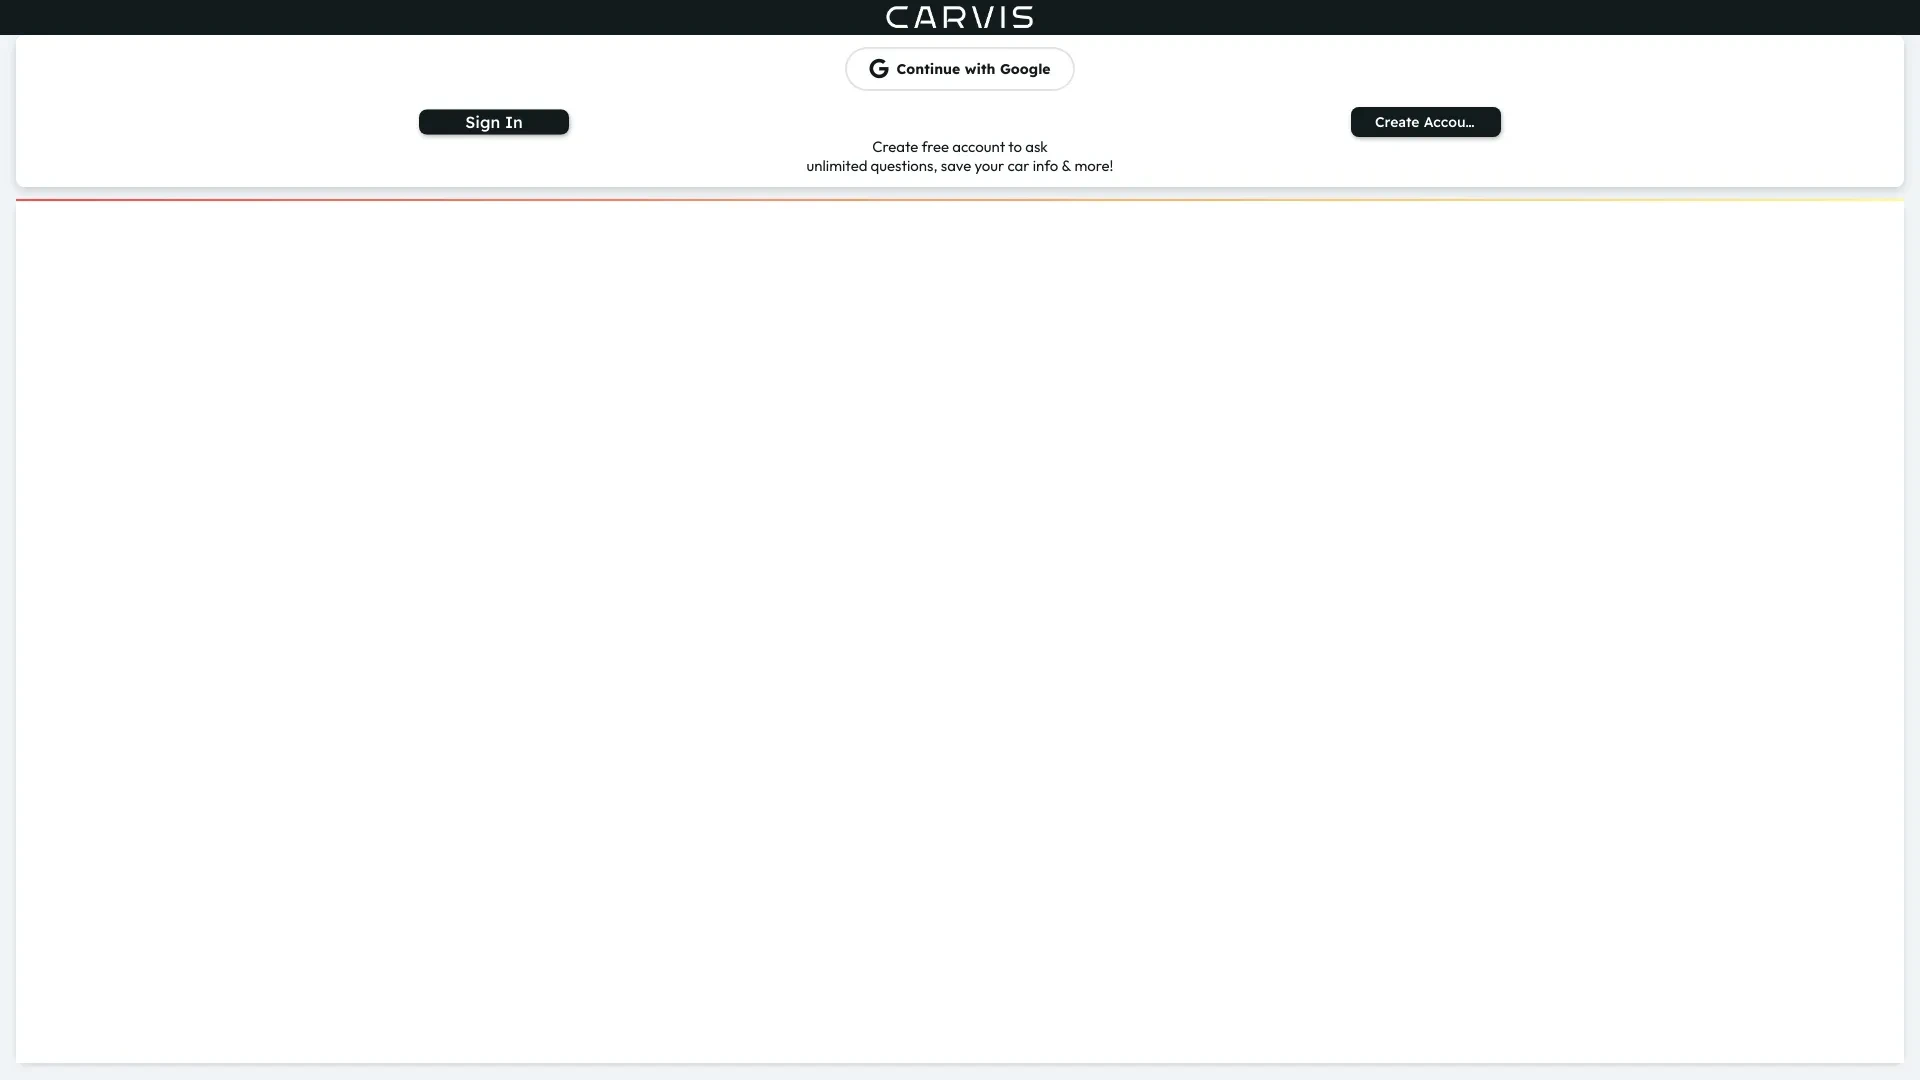 CARVIS
Continue with Google
Sign In
Create Accou...
Create free account to ask
unlimited questions, save your car info & more!